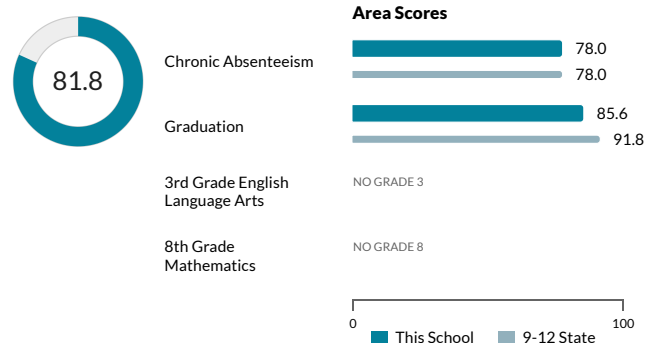 Area Scores
81.8
Chronic Absenteeism
78.0
78.0
Graduation
85.6
91.8
3rd Grade English
Language Arts
NO GRADE 3
8th Grade
Mathematics
NO GRADE 8
0
100
This School
9-12 State